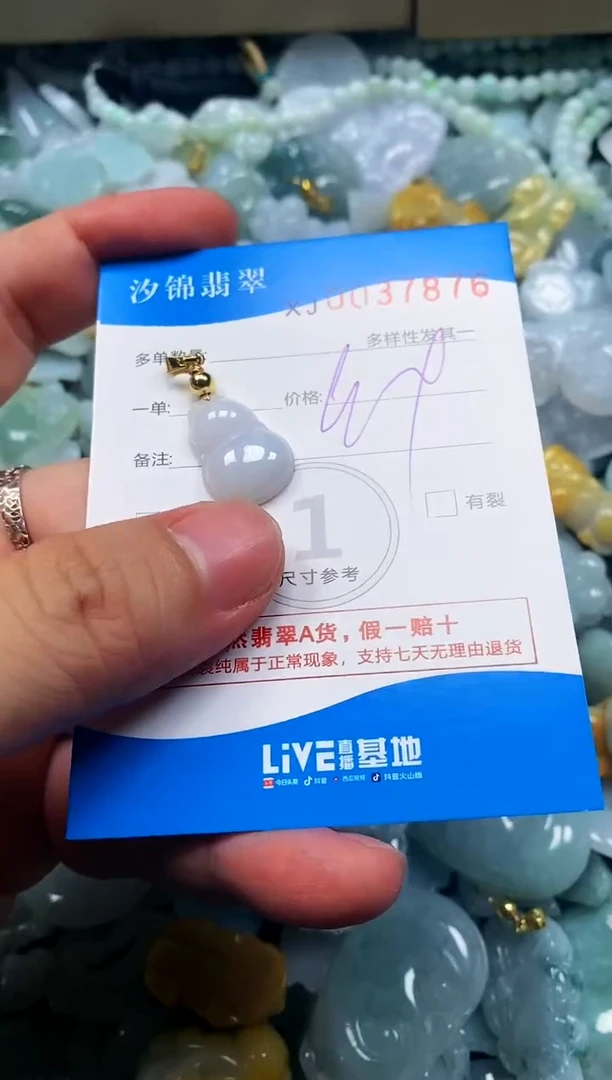 汐锦翡翠
XJ0037876
多单数量:
多样性发其一
一单:
价格:
备注:
1
有裂
尺寸参考
然翡翠A货，假一赔十
纯属于正常现象，支持七天无理由退货
LiVE直播基地
今日头条 抖音 西瓜视频 抖音火山版